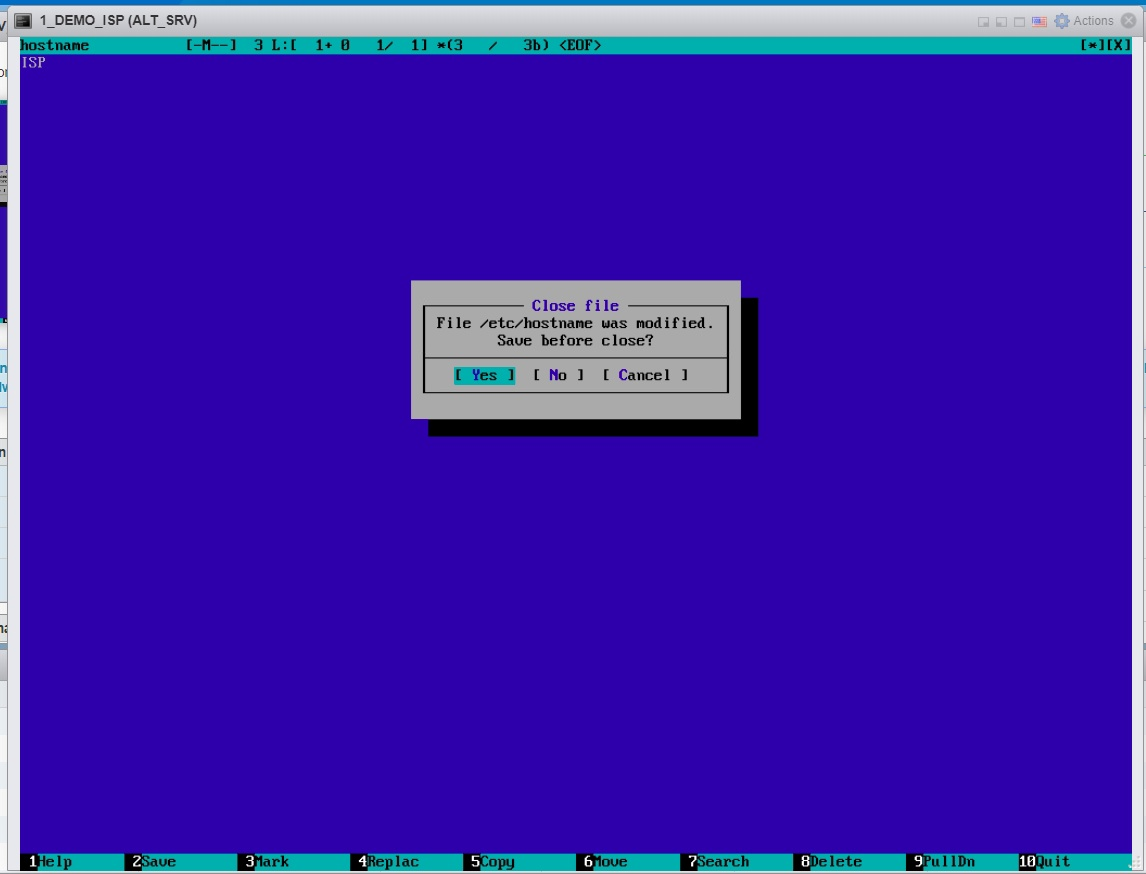 1_DEMO_ISP (ALT_SRV) Actions
hostname [-M--] 3 L:[ 1+ 0 1/ 1] *(3 / 3b) <EOF> [*][X]
ISP
Close file
File /etc/hostname was modified.
Save before close?
[ Yes ] [ No ] [ Cancel ]
1Help 2Save 3Mark 4Replac 5Copy 6Move 7Search 8Delete 9PullDn 10Quit